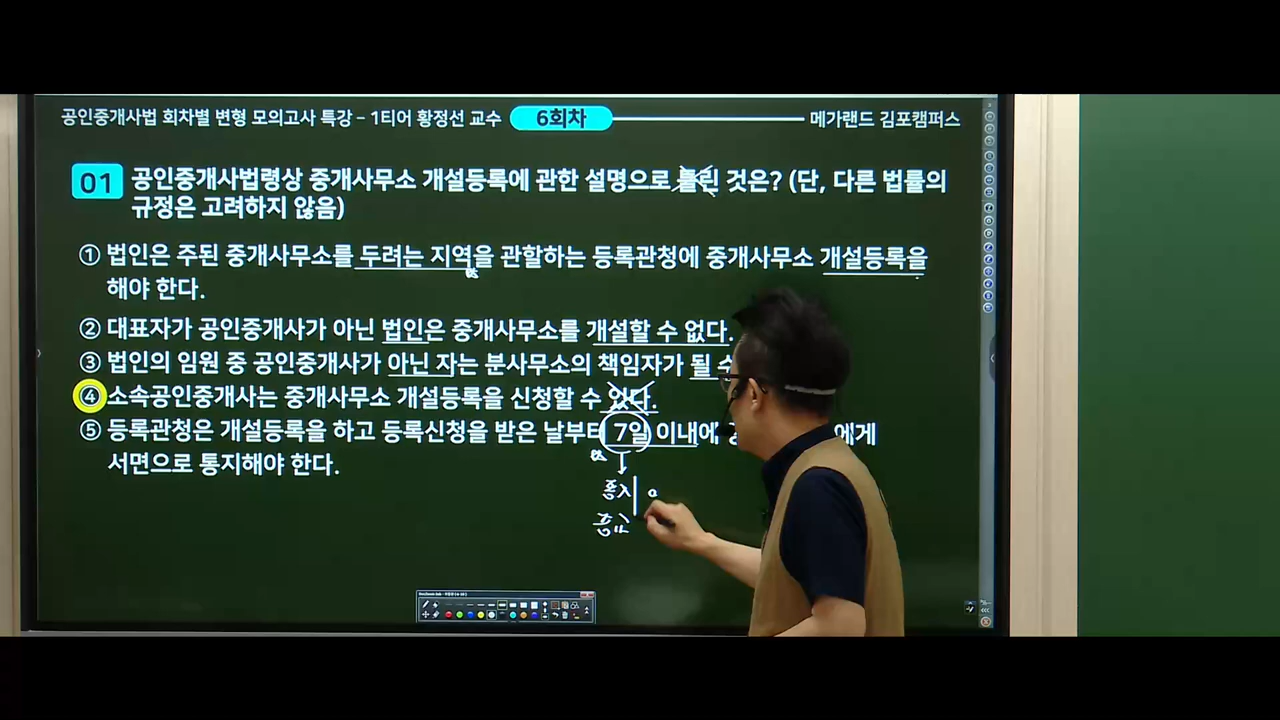 공인중개사법 회차별 변형 모의고사 특강 – 1티어 황정선 교수 6회차 메가랜드 김포캠퍼스
01 공인중개사법령상 중개사무소 개설등록에 관한 설명으로 틀린 것은? (단, 다른 법률의
규정은 고려하지 않음)
① 법인은 주된 중개사무소를 두려는 지역을 관할하는 등록관청에 중개사무소 개설등록을
해야 한다.
② 대표자가 공인중개사가 아닌 법인은 중개사무소를 개설할 수 없다.
③ 법인의 임원 중 공인중개사가 아닌 자는 분사무소의 책임자가 될 수
④ 소속공인중개사는 중개사무소 개설등록을 신청할 수 있다.
⑤ 등록관청은 개설등록을 하고 등록신청을 받은 날부터 7일 이내에 에게
서면으로 통지해야 한다.
통지